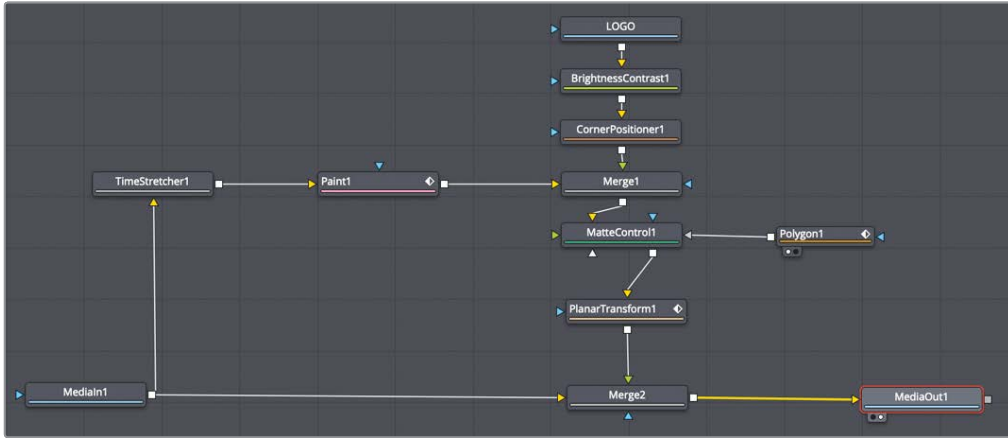 LOGO
BrightnessContrast1
CornerPositioner1
TimeStretcher1
Paint1
Merge1
MatteControl1
Polygon1
PlanarTransform1
MediaIn1
Merge2
MediaOut1